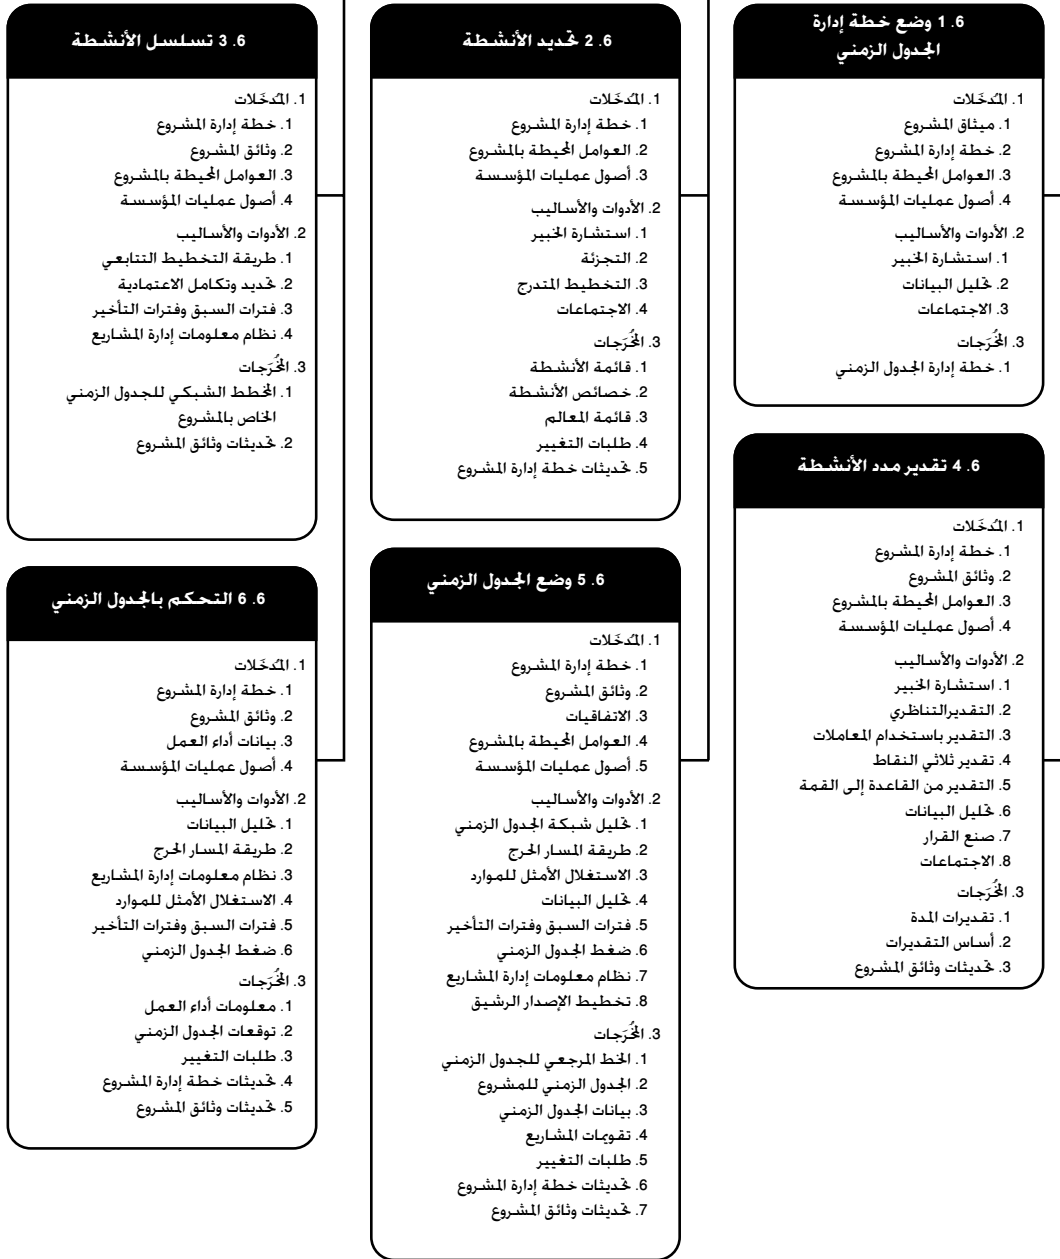 6. 1 وضع خطة إدارة
الجدول الزمني
1. المُدخَلات
1. ميثاق المشروع
2. خطة إدارة المشروع
3. العوامل المحيطة بالمشروع
4. أصول عمليات المؤسسة
2. الأدوات والأساليب
1. استشارة الخبير
2. تحليل البيانات
3. الاجتماعات
3. المُخرَجات
1. خطة إدارة الجدول الزمني
6. 2 تحديد الأنشطة
1. المُدخَلات
1. خطة إدارة المشروع
2. العوامل المحيطة بالمشروع
3. أصول عمليات المؤسسة
2. الأدوات والأساليب
1. استشارة الخبير
2. التجزئة
3. التخطيط المتدرج
4. الاجتماعات
3. المُخرَجات
1. قائمة الأنشطة
2. خصائص الأنشطة
3. قائمة المعالم
4. طلبات التغيير
5. تحديثات خطة إدارة المشروع
6. 3 تسلسل الأنشطة
1. المُدخَلات
1. خطة إدارة المشروع
2. وثائق المشروع
3. العوامل المحيطة بالمشروع
4. أصول عمليات المؤسسة
2. الأدوات والأساليب
1. طريقة التخطيط التتابعي
2. تحديد وتكامل الاعتمادية
3. فترات السبق وفترات التأخير
4. نظام معلومات إدارة المشاريع
3. المُخرَجات
1. المخطط الشبكي للجدول الزمني
الخاص بالمشروع
2. تحديثات وثائق المشروع
6. 4 تقدير مدد الأنشطة
1. المُدخَلات
1. خطة إدارة المشروع
2. وثائق المشروع
3. العوامل المحيطة بالمشروع
4. أصول عمليات المؤسسة
2. الأدوات والأساليب
1. استشارة الخبير
2. التقديرالتناظري
3. التقدير باستخدام المعاملات
4. تقدير ثلاثي النقاط
5. التقدير من القاعدة إلى القمة
6. تحليل البيانات
7. صنع القرار
8. الاجتماعات
3. المُخرَجات
1. تقديرات المدة
2. أساس التقديرات
3. تحديثات وثائق المشروع
6. 5 وضع الجدول الزمني
1. المُدخَلات
1. خطة إدارة المشروع
2. وثائق المشروع
3. الاتفاقيات
4. العوامل المحيطة بالمشروع
5. أصول عمليات المؤسسة
2. الأدوات والأساليب
1. تحليل شبكة الجدول الزمني
2. طريقة المسار الحرج
3. الاستغلال الأمثل للموارد
4. تحليل البيانات
5. فترات السبق وفترات التأخير
6. ضغط الجدول الزمني
7. نظام معلومات إدارة المشاريع
8. تخطيط الإصدار الرشيق
3. المُخرَجات
1. الخط المرجعي للجدول الزمني
2. الجدول الزمني للمشروع
3. بيانات الجدول الزمني
4. تقويمات المشاريع
5. طلبات التغيير
6. تحديثات خطة إدارة المشروع
7. تحديثات وثائق المشروع
6. 6 التحكم بالجدول الزمني
1. المُدخَلات
1. خطة إدارة المشروع
2. وثائق المشروع
3. بيانات أداء العمل
4. أصول عمليات المؤسسة
2. الأدوات والأساليب
1. تحليل البيانات
2. طريقة المسار الحرج
3. نظام معلومات إدارة المشاريع
4. الاستغلال الأمثل للموارد
5. فترات السبق وفترات التأخير
6. ضغط الجدول الزمني
3. المُخرَجات
1. معلومات أداء العمل
2. توقعات الجدول الزمني
3. طلبات التغيير
4. تحديثات خطة إدارة المشروع
5. تحديثات وثائق المشروع